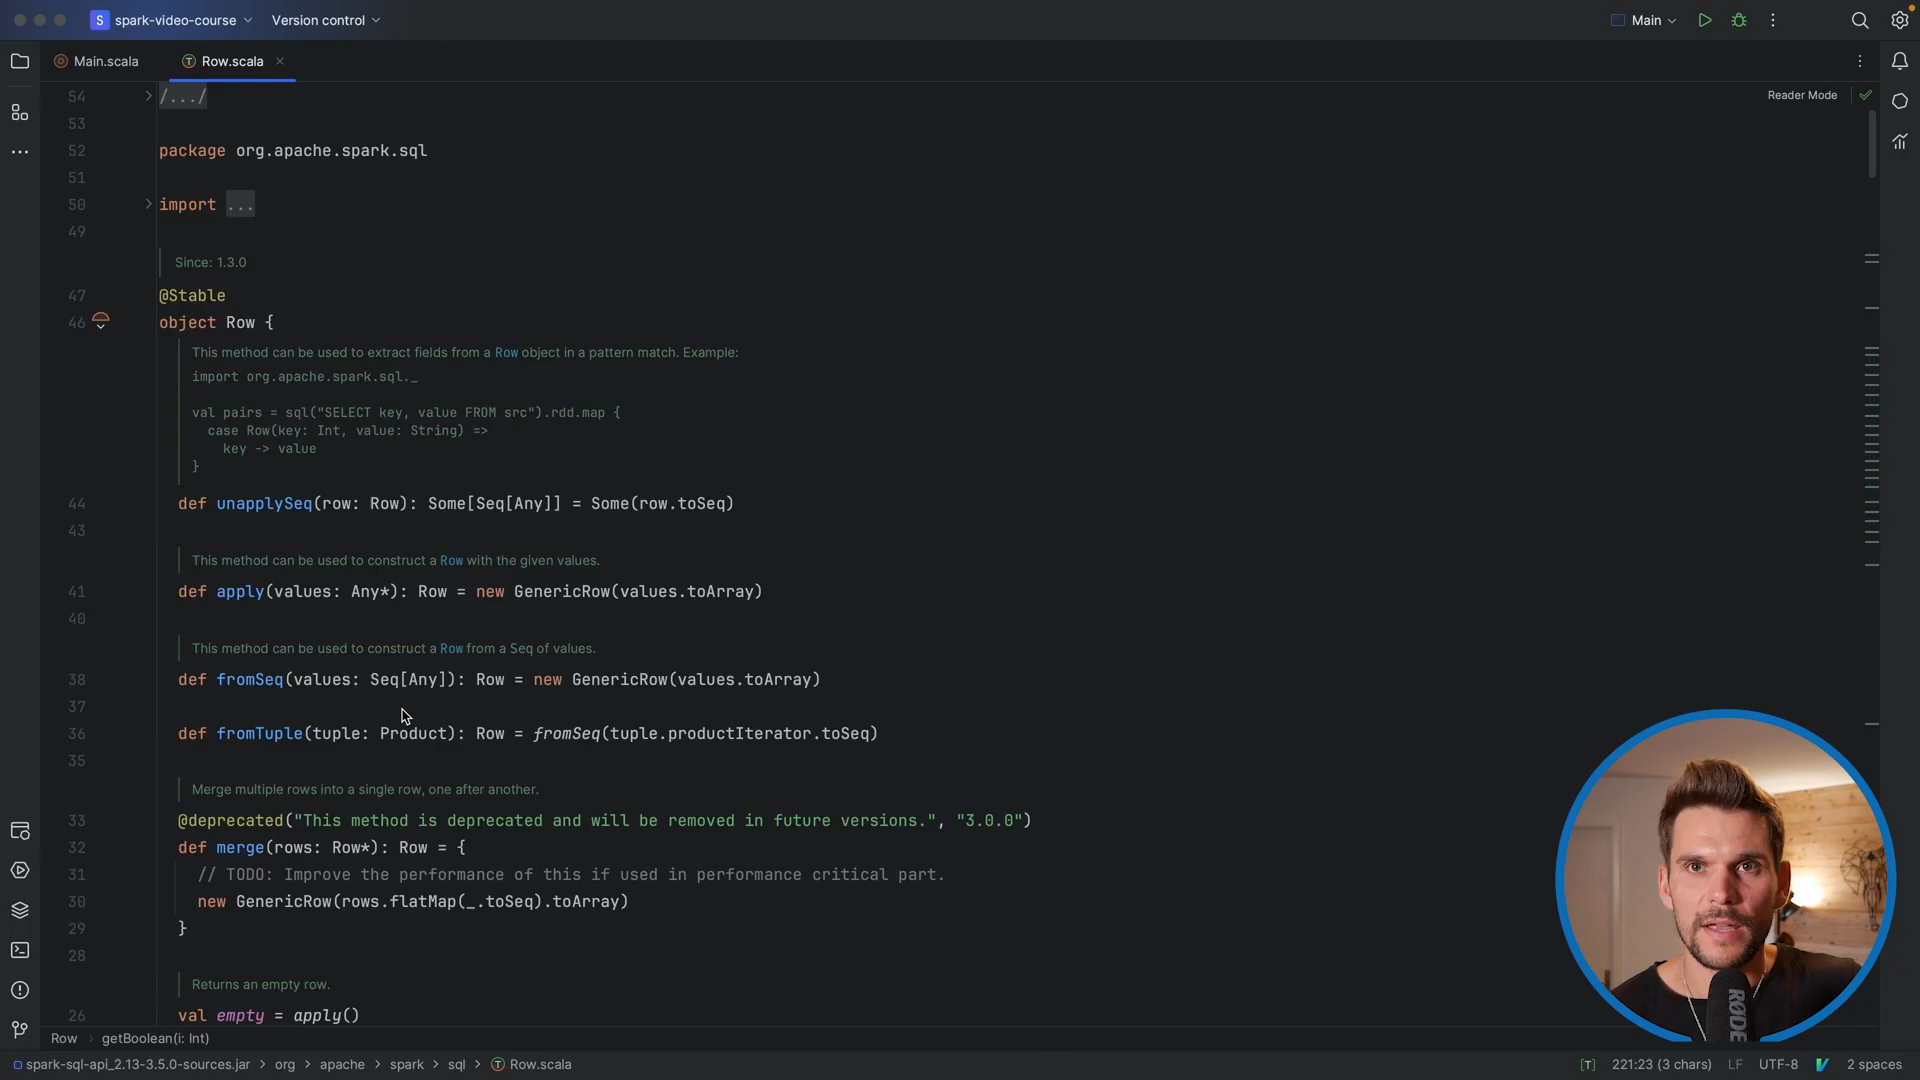 S spark-video-course Version control Main
Main.scala Row.scala
Reader Mode
54 /.../
53
52 package org.apache.spark.sql
51
50 import ...
49
Since: 1.3.0
47 @Stable
46 object Row {
This method can be used to extract fields from a Row object in a pattern match. Example:
import org.apache.spark.sql._
val pairs = sql("SELECT key, value FROM src").rdd.map {
case Row(key: Int, value: String) =>
key -> value
}
44 def unapplySeq(row: Row): Some[Seq[Any]] = Some(row.toSeq)
43
This method can be used to construct a Row with the given values.
41 def apply(values: Any*): Row = new GenericRow(values.toArray)
40
This method can be used to construct a Row from a Seq of values.
38 def fromSeq(values: Seq[Any]): Row = new GenericRow(values.toArray)
37
36 def fromTuple(tuple: Product): Row = fromSeq(tuple.productIterator.toSeq)
35
Merge multiple rows into a single row, one after another.
33 @deprecated("This method is deprecated and will be removed in future versions.", "3.0.0")
32 def merge(rows: Row*): Row = {
31 // TODO: Improve the performance of this if used in performance critical part.
30 new GenericRow(rows.flatMap(_.toSeq).toArray)
29 }
28
Returns an empty row.
26 val empty = apply()
RØDE
Row > getBoolean(i: Int)
spark-sql-api_2.13-3.5.0-sources.jar > org > apache > spark > sql > Row.scala
[T] 221:23 (3 chars) LF UTF-8 2 spaces